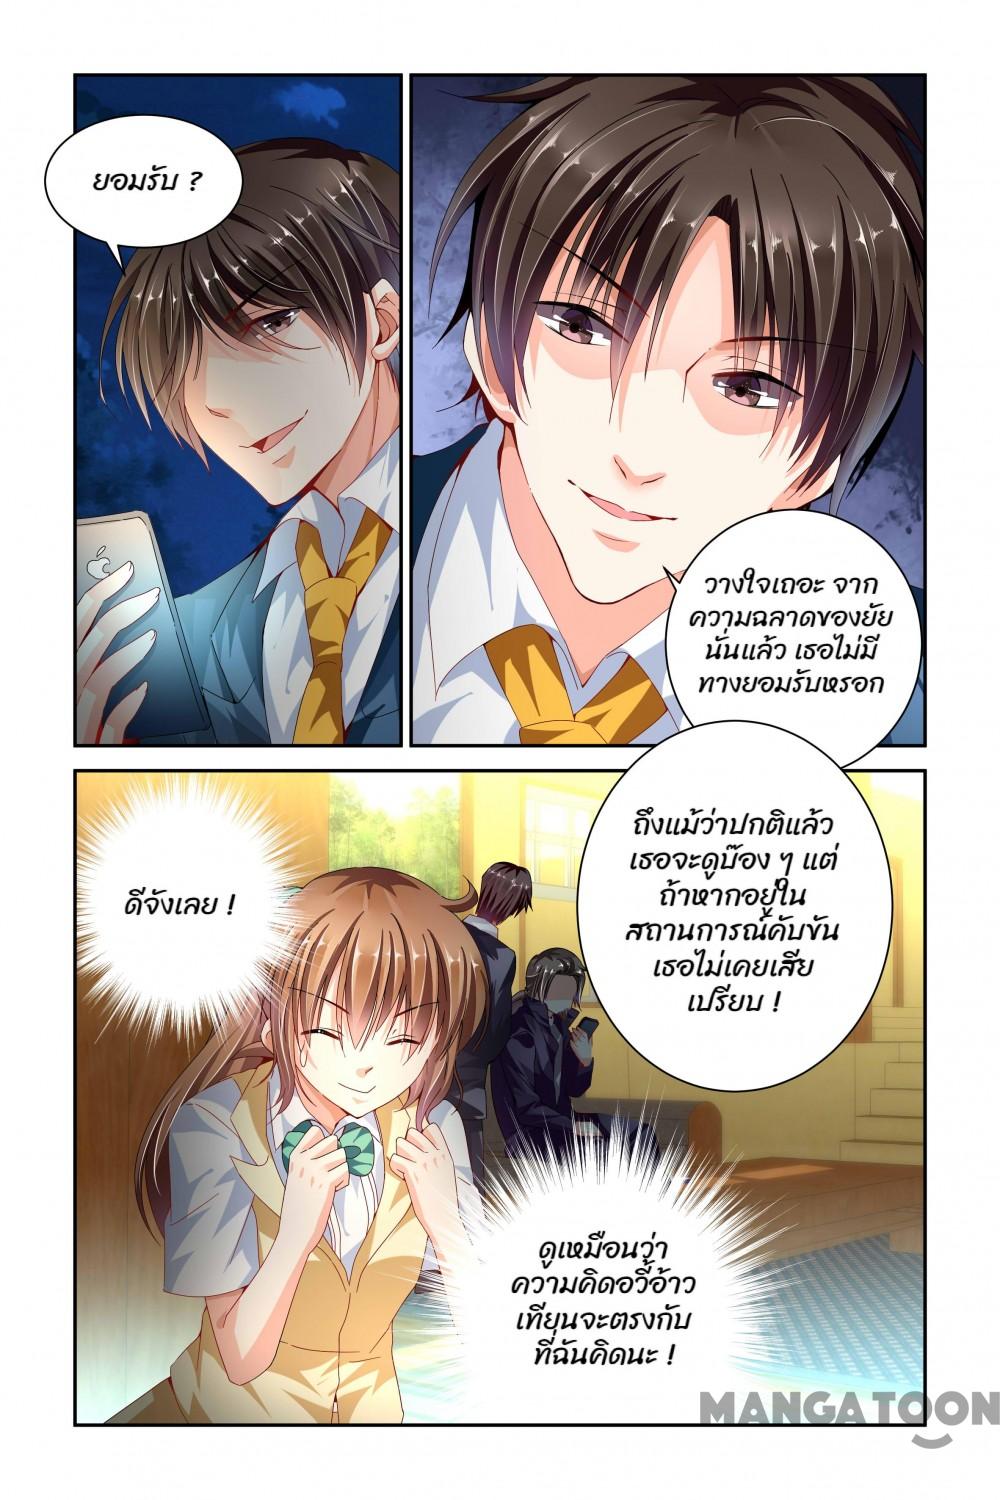 ยอมรับ ?
วางใจเถอะ จาก
ความฉลาดของยัย
นั่นแล้ว เธอไม่มี
ทางยอมรับหรอก
ถึงแม้ว่าปกติแล้ว
เธอจะดูบ๊อง ๆ แต่
ถ้าหากอยู่ใน
สถานการณ์คับขัน
เธอไม่เคยเสีย
เปรียบ !
ดีจังเลย !
ดูเหมือนว่า
ความคิดอวี้อ้าว
เทียนจะตรงกับ
ที่ฉันคิดนะ !
MANGATOON